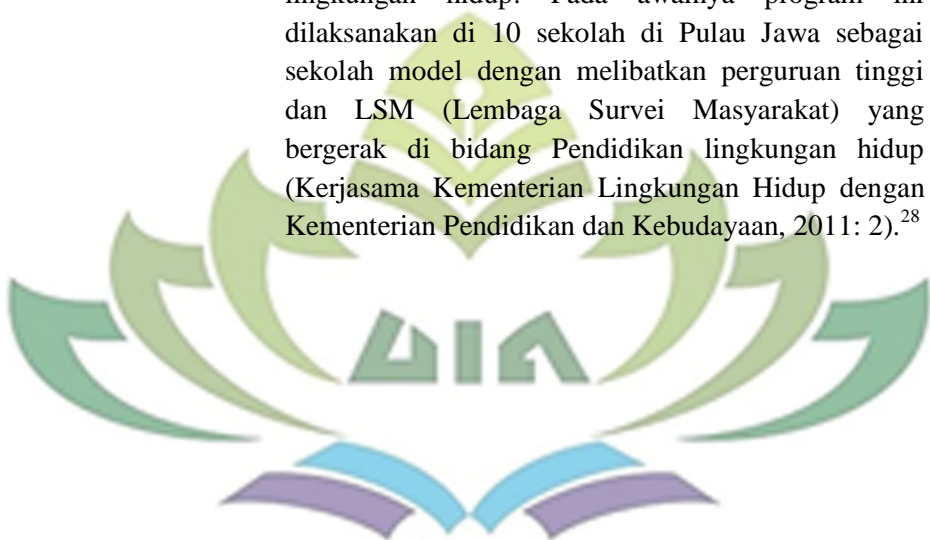 lingkungan hidup. Pada awalnya program ini
dilaksanakan di 10 sekolah di Pulau Jawa sebagai
sekolah model dengan melibatkan perguruan tinggi
dan LSM (Lembaga Survei Masyarakat) yang
bergerak di bidang Pendidikan lingkungan hidup
(Kerjasama Kementerian Lingkungan Hidup dengan
Kementerian Pendidikan dan Kebudayaan, 2011: 2).²⁸
UIN